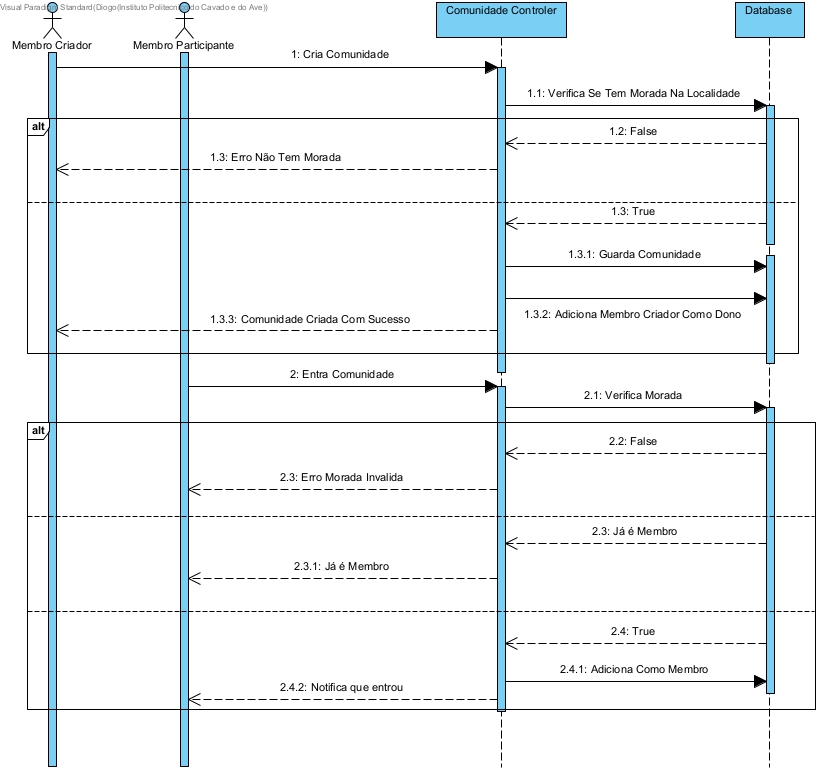 Visual Paradigm Standard(Diogo(Instituto Politecnico do Cavado e do Ave))
Membro Criador
Membro Participante
Comunidade Controler
Database
1: Cria Comunidade
1.1: Verifica Se Tem Morada Na Localidade
alt
1.2: False
1.3: Erro Não Tem Morada
1.3: True
1.3.1: Guarda Comunidade
1.3.2: Adiciona Membro Criador Como Dono
1.3.3: Comunidade Criada Com Sucesso
2: Entra Comunidade
2.1: Verifica Morada
alt
2.2: False
2.3: Erro Morada Invalida
2.3: Já é Membro
2.3.1: Já é Membro
2.4: True
2.4.1: Adiciona Como Membro
2.4.2: Notifica que entrou